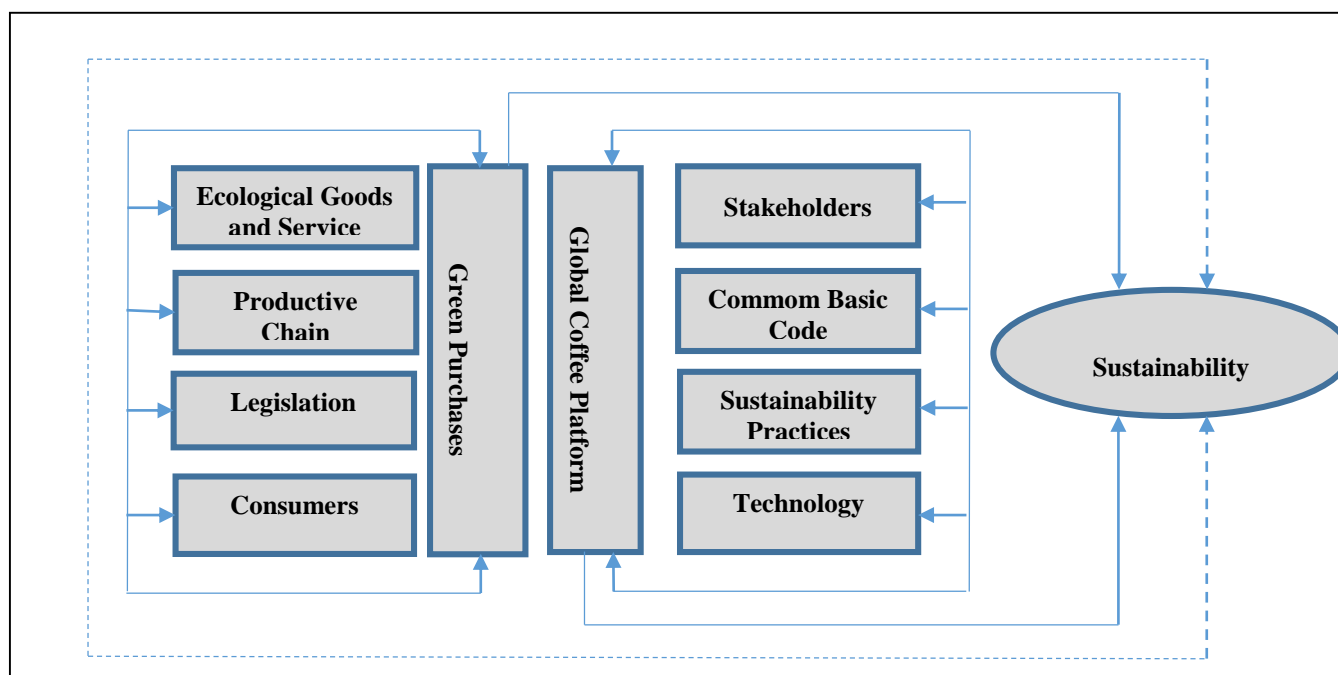 Ecological Goods
and Service
Productive
Chain
Legislation
Consumers
Green Purchases
Global Coffee Platform
Stakeholders
Commom Basic
Code
Sustainability
Practices
Technology
Sustainability